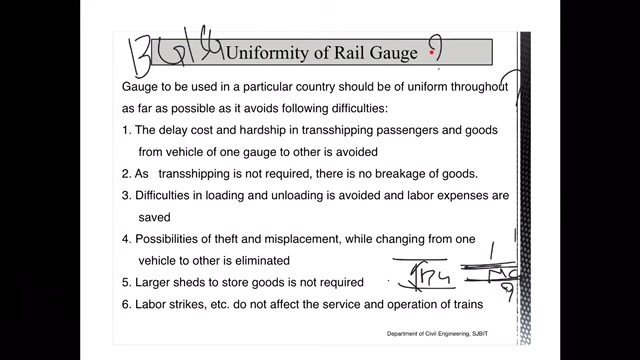 Uniformity of Rail Gauge ?
Gauge to be used in a particular country should be of uniform throughout
as far as possible as it avoids following difficulties:
1. The delay cost and hardship in transshipping passengers and goods
from vehicle of one gauge to other is avoided
2. As transshipping is not required, there is no breakage of goods.
3. Difficulties in loading and unloading is avoided and labor expenses are
saved
4. Possibilities of theft and misplacement, while changing from one
vehicle to other is eliminated
5. Larger sheds to store goods is not required
6. Labor strikes, etc. do not affect the service and operation of trains
Department of Civil Engineering, SJBIT